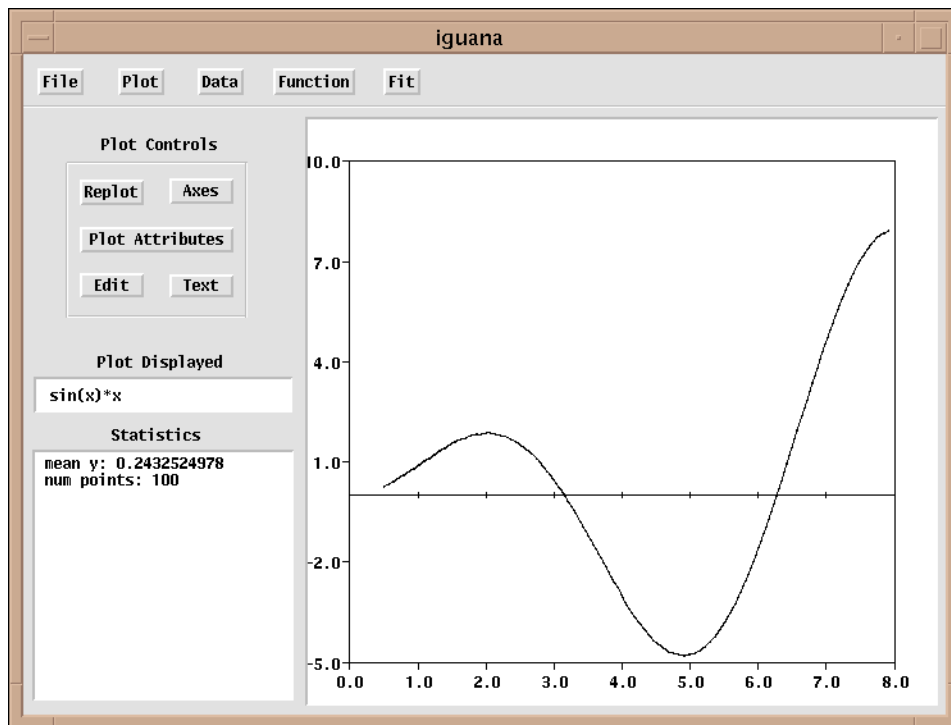 iguana
File Plot Data Function Fit
Plot Controls
Replot Axes
Plot Attributes
Edit Text
Plot Displayed
sin(x)*x
Statistics
mean y: 0.2432524978
num points: 100
10.0
7.0
4.0
1.0
-2.0
-5.0
0.0 1.0 2.0 3.0 4.0 5.0 6.0 7.0 8.0